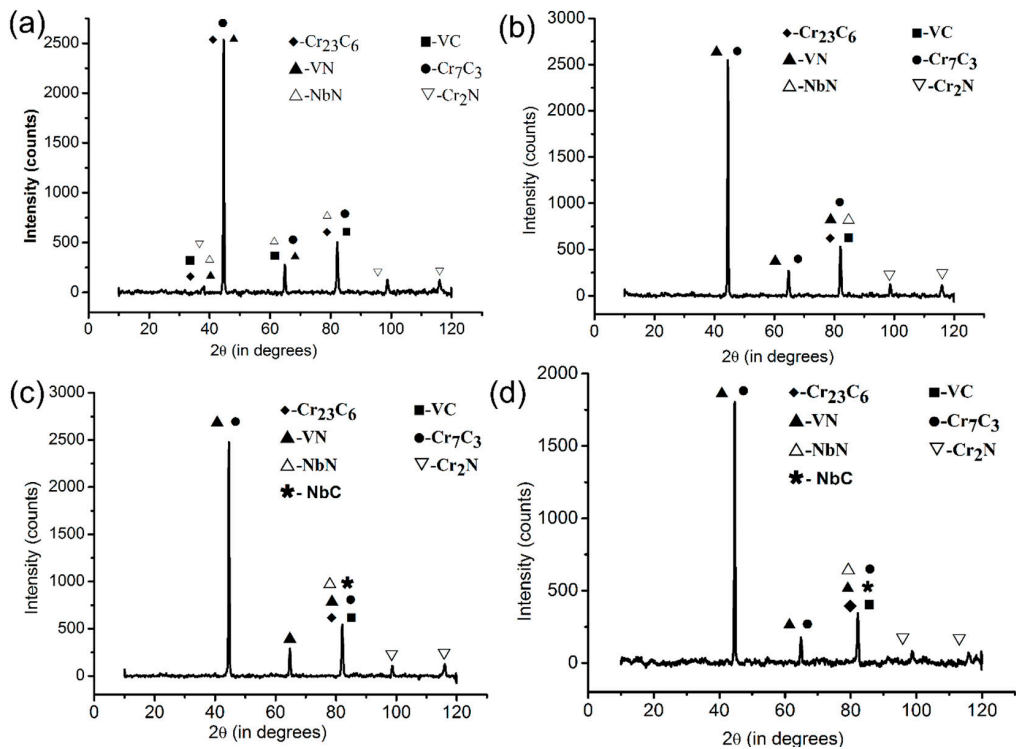 (a)
2500
2000
1500
1000
500
0
Intensity (counts)
◆-Cr23C6
■-VC
▲-VN
●-Cr7C3
△-NbN
▽-Cr2N
0 20 40 60 80 100 120
2θ (in degrees)
(b)
3000
2500
2000
1500
1000
500
0
Intensity (counts)
◆-Cr23C6
■-VC
▲-VN
●-Cr7C3
△-NbN
▽-Cr2N
0 20 40 60 80 100 120
2θ (in degrees)
(c)
3000
2500
2000
1500
1000
500
0
Intensity (counts)
◆-Cr23C6
■-VC
▲-VN
●-Cr7C3
△-NbN
▽-Cr2N
✱- NbC
0 20 40 60 80 100 120
2θ (in degrees)
(d)
2000
1500
1000
500
0
Intensity (counts)
◆-Cr23C6
■-VC
▲-VN
●-Cr7C3
△-NbN
▽-Cr2N
✱- NbC
0 20 40 60 80 100 120
2θ (in degrees)